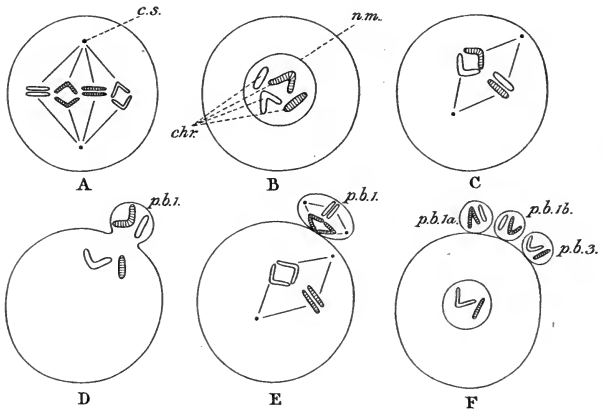 c.s.
n.m.
chr.
A
B
C
p.b.1.
p.b.1.
p.b.1a.
p.b.1b.
p.b.3.
D
E
F